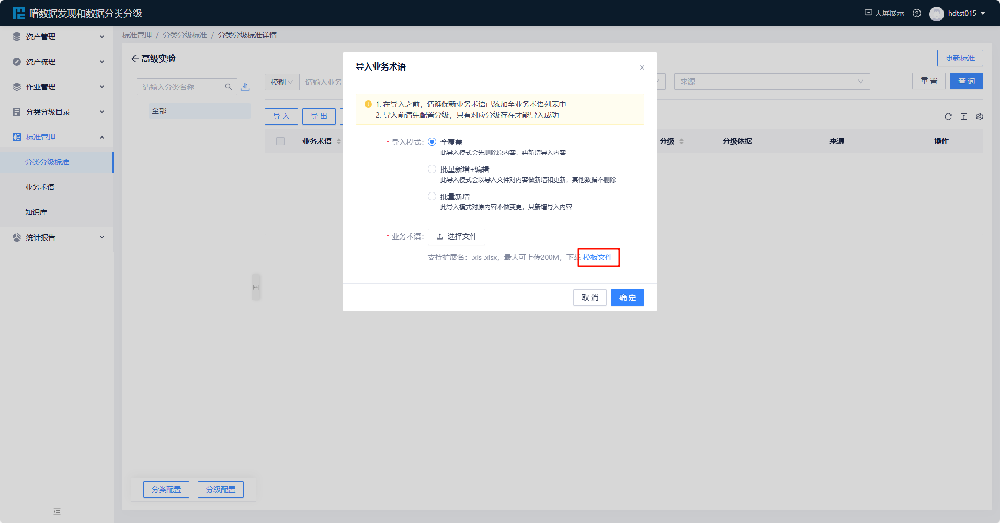 暗数据发现和数据分类分级
大屏展示
hdtst015
资产管理
资产梳理
作业管理
分类分级目录
标准管理
分类分级标准
业务术语
知识库
统计报告
标准管理 / 分类分级标准 / 分类分级标准详情
高级实验
更新标准
请输入分类名称
全部
模糊
请输入业务
来源
重置
查询
导入
导出
业务术语
分级
分级依据
来源
操作
导入业务术语
1. 在导入之前，请确保新业务术语已添加至业务术语列表中
2. 导入前请先配置分级，只有对应分级存在才能导入成功
* 导入模式:
全覆盖
此导入模式会先删除原内容，再新增导入内容
批量新增+编辑
此导入模式会以导入文件对内容做新增和更新，其他数据不删除
批量新增
此导入模式对原内容不做变更，只新增导入内容
* 业务术语:
选择文件
支持扩展名：.xls .xlsx，最大可上传200M，下载 模板文件
取消
确定
分类配置
分级配置